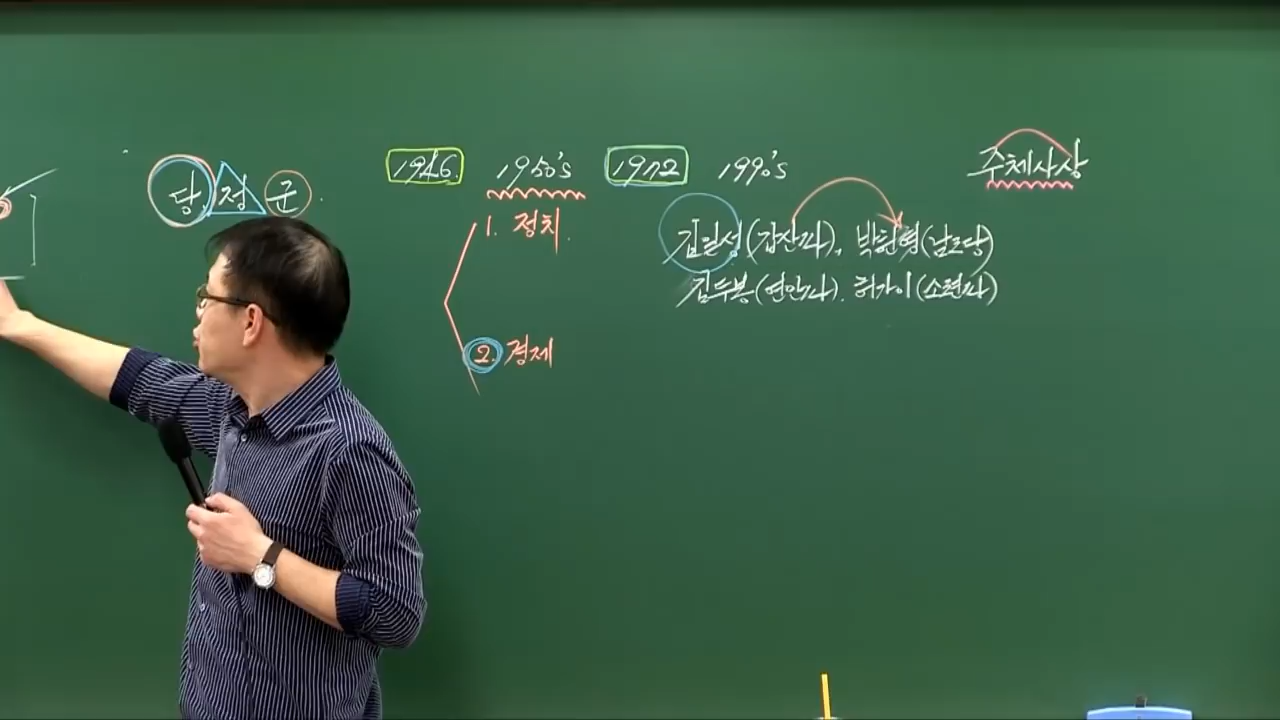 당. 정. 군.
1946. 1950's 1972 1990's
주체사상
1. 정치.
김일성(갑산파), 박헌영(남로당)
김두봉(연안파). 허가이(소련파)
2. 경제